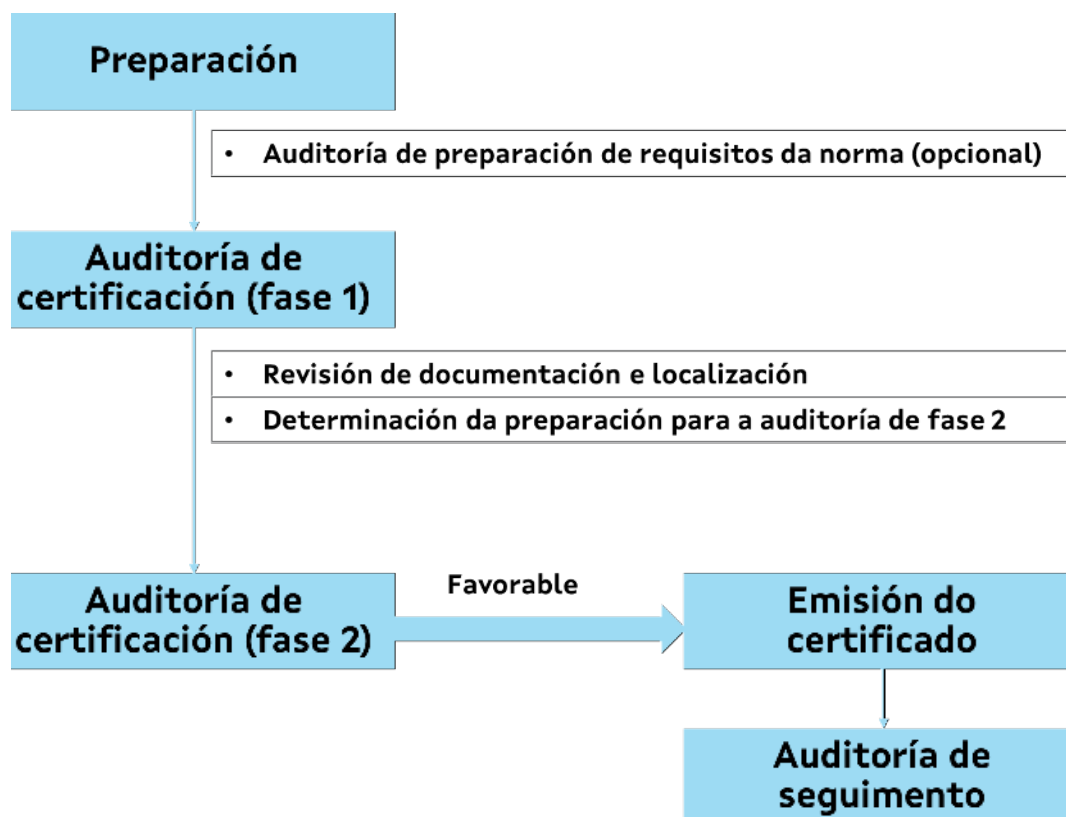 Preparación
• Auditoría de preparación de requisitos da norma (opcional)
Auditoría de
certificación (fase 1)
• Revisión de documentación e localización
• Determinación da preparación para a auditoría de fase 2
Auditoría de
certificación (fase 2)
Favorable
Emisión do
certificado
Auditoría de
seguimento